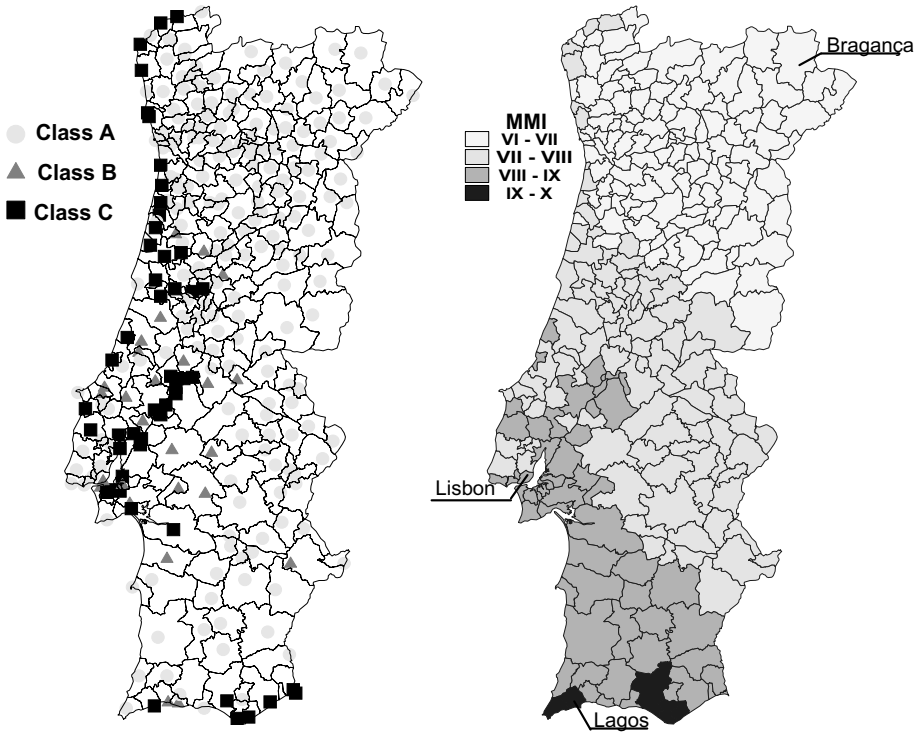 Class A
Class B
Class C
MMI
VI - VII
VII - VIII
VIII - IX
IX - X
Bragança
Lisbon
Lagos